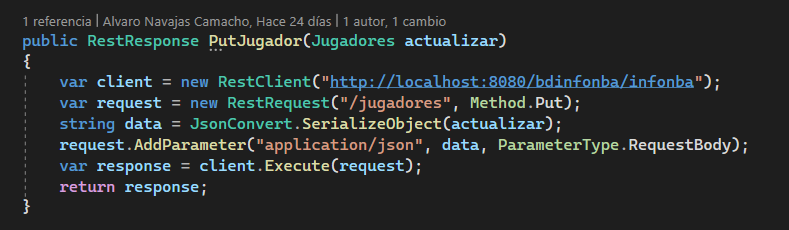 1 referencia | Alvaro Navajas Camacho, Hace 24 días | 1 autor, 1 cambio
public RestResponse PutJugador(Jugadores actualizar)
{
    var client = new RestClient("http://localhost:8080/bdinfonba/infonba");
    var request = new RestRequest("/jugadores", Method.Put);
    string data = JsonConvert.SerializeObject(actualizar);
    request.AddParameter("application/json", data, ParameterType.RequestBody);
    var response = client.Execute(request);
    return response;
}